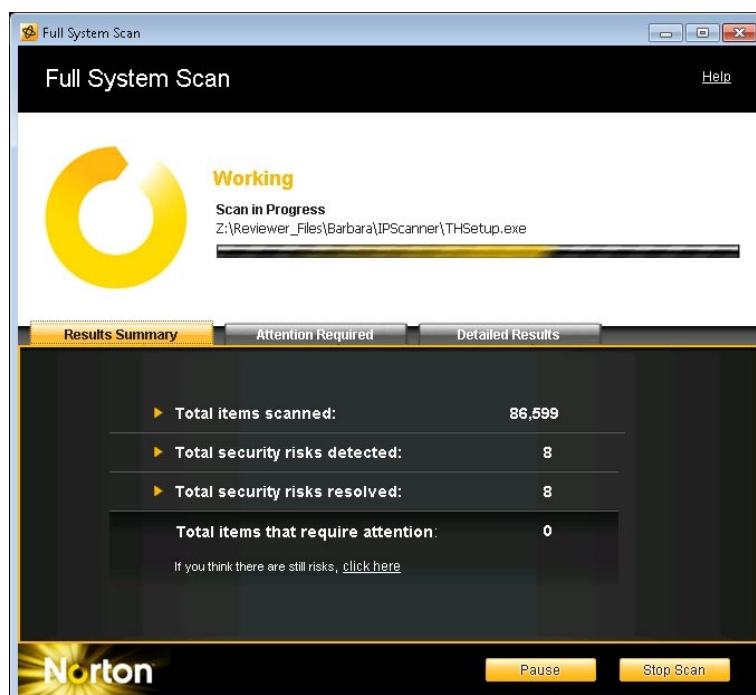 Full System Scan
Full System Scan
Help
Working
Scan in Progress
Z:\Reviewer_Files\Barbara\IPScanner\THSetup.exe
Results Summary
Attention Required
Detailed Results
Total items scanned: 86,599
Total security risks detected: 8
Total security risks resolved: 8
Total items that require attention: 0
If you think there are still risks, click here
Norton
Pause
Stop Scan